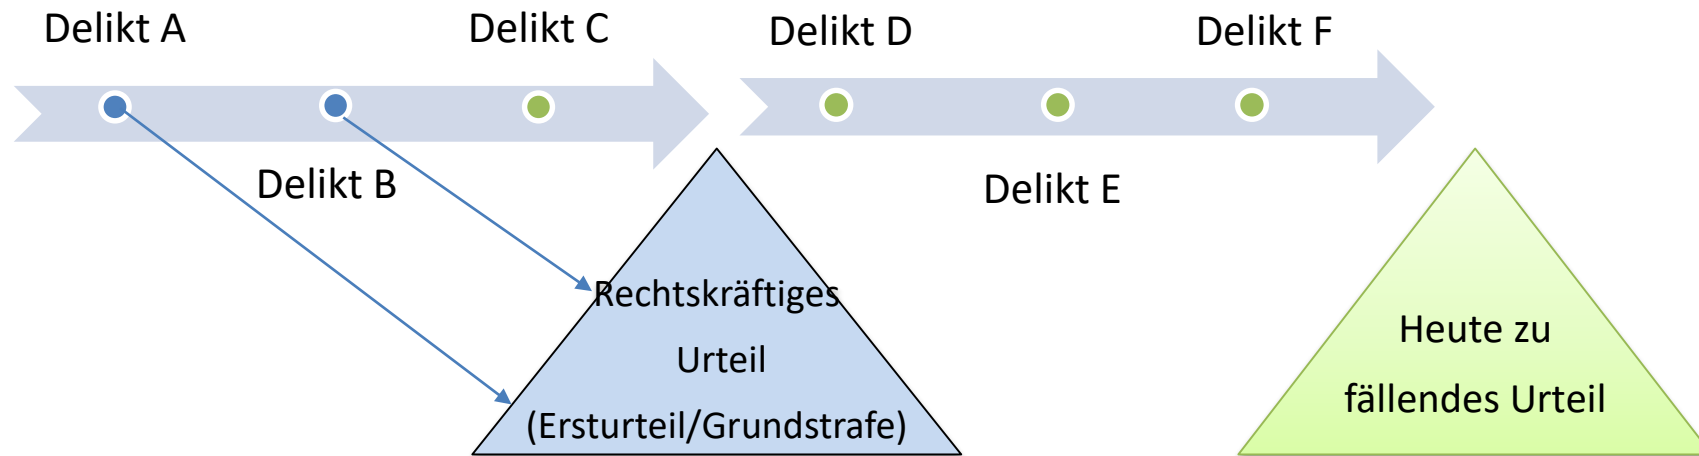 Delikt A
Delikt C
Delikt D
Delikt F
Delikt B
Delikt E
Rechtskräftiges
Urteil
(Ersturteil/Grundstrafe)
Heute zu
fällendes Urteil